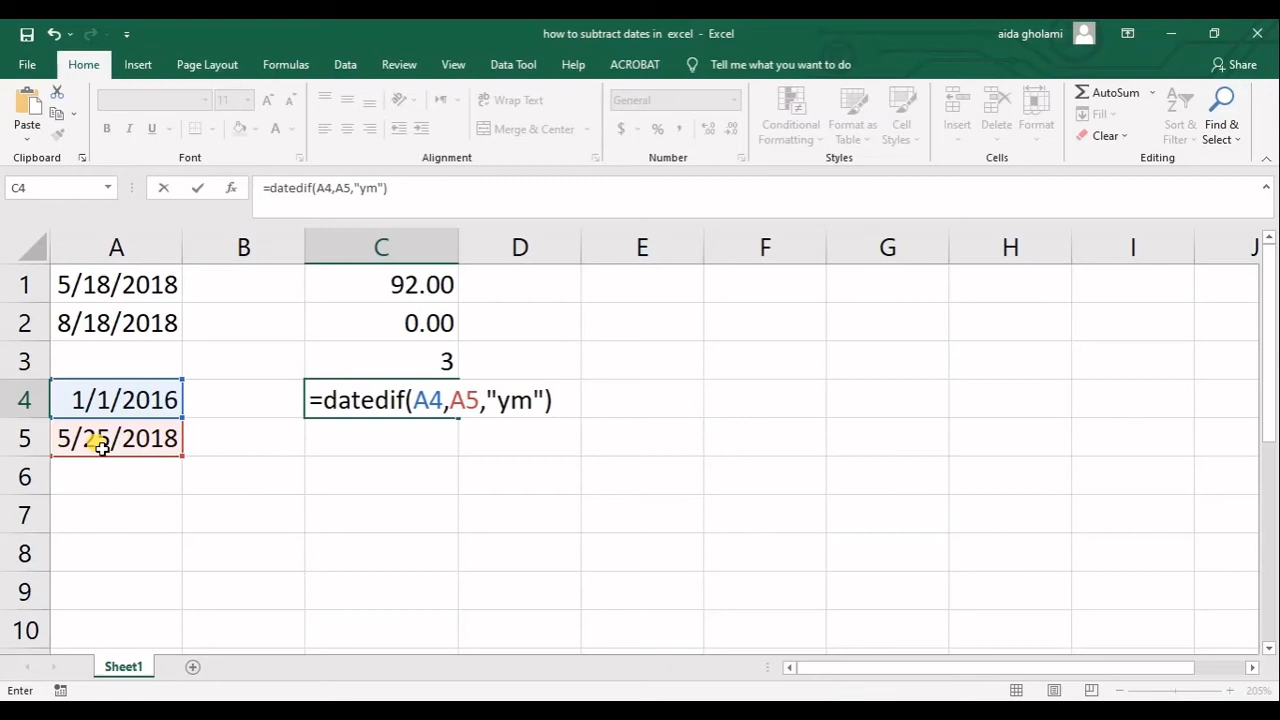 how to subtract dates in excel - Excel
aida gholami
File Home Insert Page Layout Formulas Data Review View Data Tool Help ACROBAT Tell me what you want to do Share
Paste
Clipboard
11
B I U A
Font
Wrap Text
Merge & Center
Alignment
General
$ % ,
Number
Conditional Formatting
Format as Table
Cell Styles
Styles
Insert Delete Format
Cells
AutoSum
Fill
Clear
Sort & Filter
Find & Select
Editing
C4 fx =datedif(A4,A5,"ym")
A B C D E F G H I J
1 5/18/2018 92.00
2 8/18/2018 0.00
3 3
4 1/1/2016 =datedif(A4,A5,"ym")
5 5/25/2018
6
7
8
9
10
Sheet1
Enter 205%